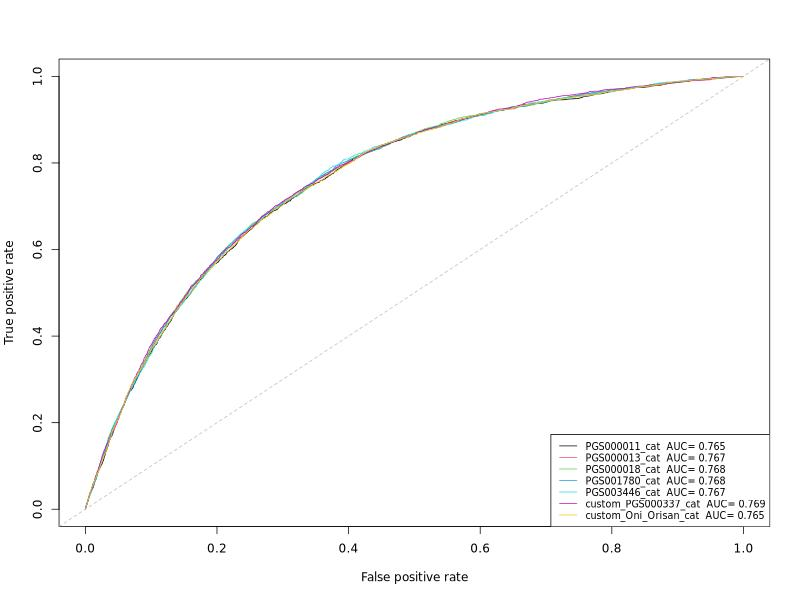 1.0
0.8
0.6
0.4
0.2
0.0
True positive rate
PGS000011_cat AUC= 0.765
PGS000013_cat AUC= 0.767
PGS000018_cat AUC= 0.768
PGS001780_cat AUC= 0.768
PGS003446_cat AUC= 0.767
custom_PGS000337_cat AUC= 0.769
custom_Oni_Orisan_cat AUC= 0.765
0.0 0.2 0.4 0.6 0.8 1.0
False positive rate